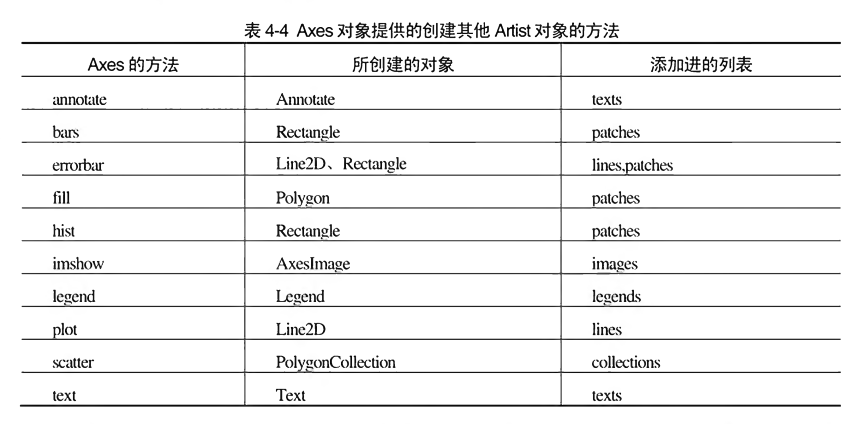 表 4-4 Axes 对象提供的创建其他 Artist 对象的方法
Axes 的方法 所创建的对象 添加进的列表
annotate Annotate texts
bars Rectangle patches
errorbar Line2D、Rectangle lines,patches
fill Polygon patches
hist Rectangle patches
imshow AxesImage images
legend Legend legends
plot Line2D lines
scatter PolygonCollection collections
text Text texts